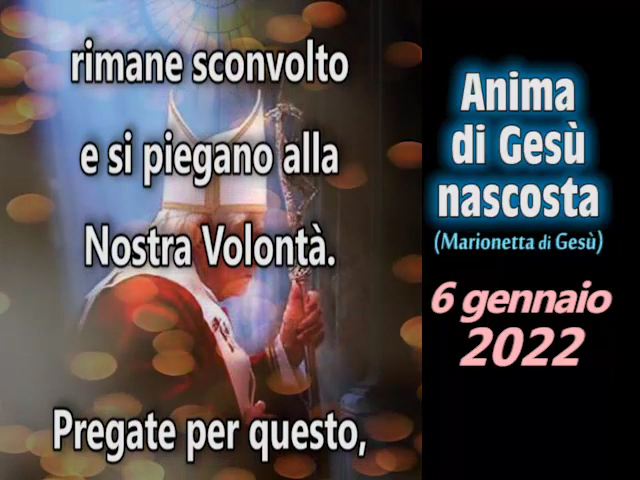 rimane sconvolto
e si piegano alla
Nostra Volontà.
Pregate per questo,
Anima
di Gesù
nascosta
(Marionetta di Gesù)
6 gennaio
2022